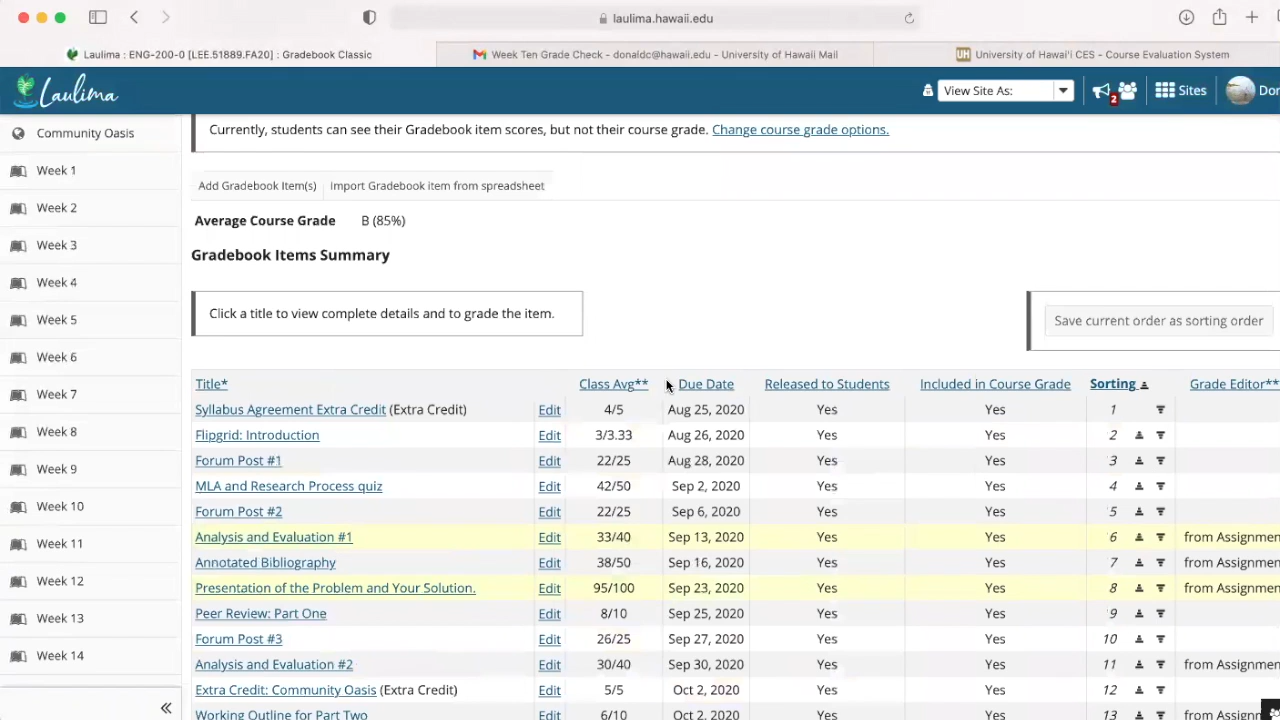 laulima.hawaii.edu
Laulima : ENG-200-0 [LEE.51889.FA20] : Gradebook Classic
Week Ten Grade Check - donaldc@hawaii.edu - University of Hawaii Mail
UH University of Hawai'i CES - Course Evaluation System
Laulima
View Site As:
2
Sites
Don
Community Oasis
Week 1
Week 2
Week 3
Week 4
Week 5
Week 6
Week 7
Week 8
Week 9
Week 10
Week 11
Week 12
Week 13
Week 14
Currently, students can see their Gradebook item scores, but not their course grade. Change course grade options.
Add Gradebook Item(s) Import Gradebook item from spreadsheet
Average Course Grade B (85%)
Gradebook Items Summary
Click a title to view complete details and to grade the item.
Save current order as sorting order
Title* Class Avg** Due Date Released to Students Included in Course Grade Sorting Grade Editor**
Syllabus Agreement Extra Credit (Extra Credit) Edit 4/5 Aug 25, 2020 Yes Yes 1
Flipgrid: Introduction Edit 3/3.33 Aug 26, 2020 Yes Yes 2
Forum Post #1 Edit 22/25 Aug 28, 2020 Yes Yes 3
MLA and Research Process quiz Edit 42/50 Sep 2, 2020 Yes Yes 4
Forum Post #2 Edit 22/25 Sep 6, 2020 Yes Yes 5
Analysis and Evaluation #1 Edit 33/40 Sep 13, 2020 Yes Yes 6 from Assignmen
Annotated Bibliography Edit 38/50 Sep 16, 2020 Yes Yes 7 from Assignmen
Presentation of the Problem and Your Solution. Edit 95/100 Sep 23, 2020 Yes Yes 8 from Assignmen
Peer Review: Part One Edit 8/10 Sep 25, 2020 Yes Yes 9
Forum Post #3 Edit 26/25 Sep 27, 2020 Yes Yes 10
Analysis and Evaluation #2 Edit 30/40 Sep 30, 2020 Yes Yes 11 from Assignmen
Extra Credit: Community Oasis (Extra Credit) Edit 5/5 Oct 2, 2020 Yes Yes 12
Working Outline for Part Two Edit 6/10 Oct 2, 2020 Yes Yes 13 from Assignmen